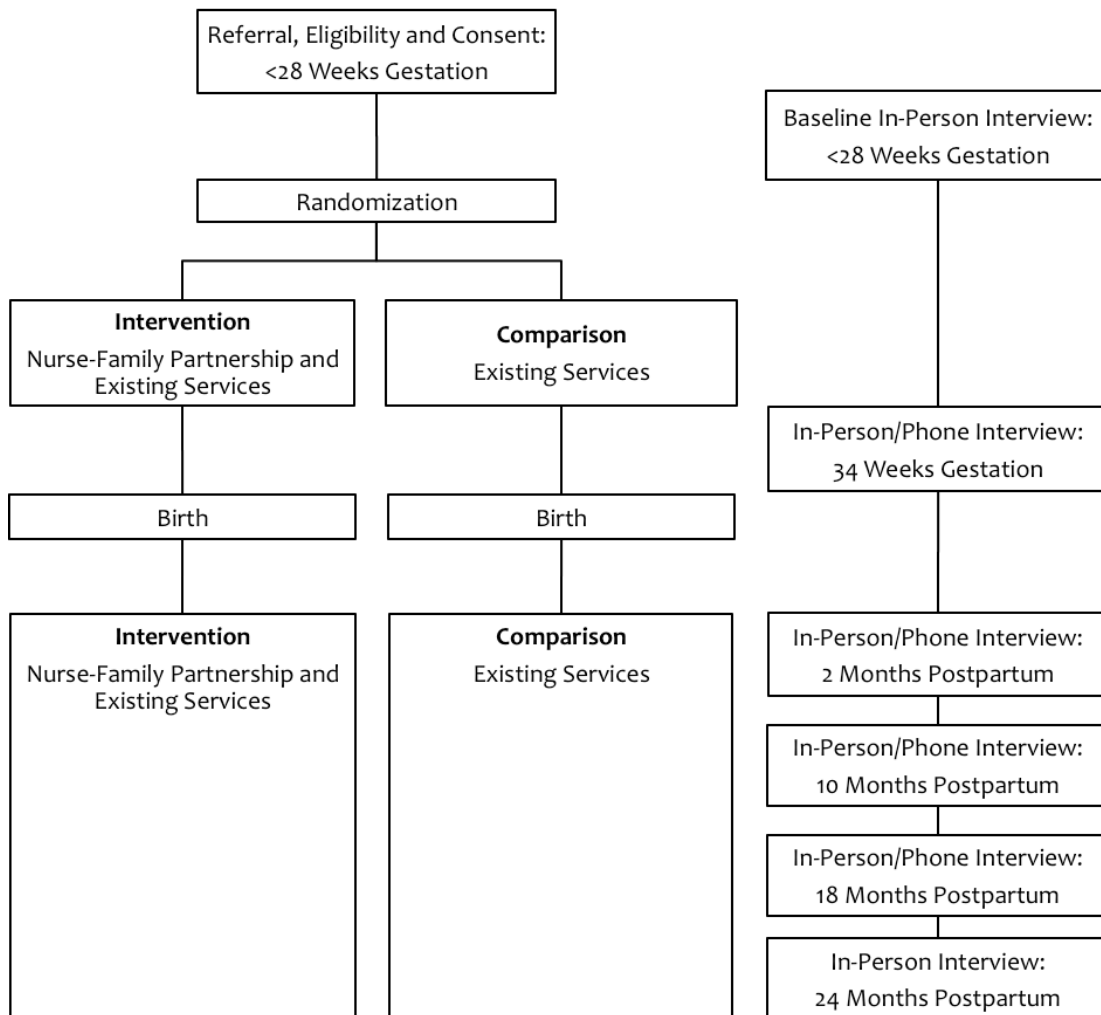 Referral, Eligibility and Consent:
<28 Weeks Gestation
Baseline In-Person Interview:
<28 Weeks Gestation
Randomization
Intervention
Nurse-Family Partnership and
Existing Services
Comparison
Existing Services
In-Person/Phone Interview:
34 Weeks Gestation
Birth
Birth
Intervention
Nurse-Family Partnership and
Existing Services
Comparison
Existing Services
In-Person/Phone Interview:
2 Months Postpartum
In-Person/Phone Interview:
10 Months Postpartum
In-Person/Phone Interview:
18 Months Postpartum
In-Person Interview:
24 Months Postpartum